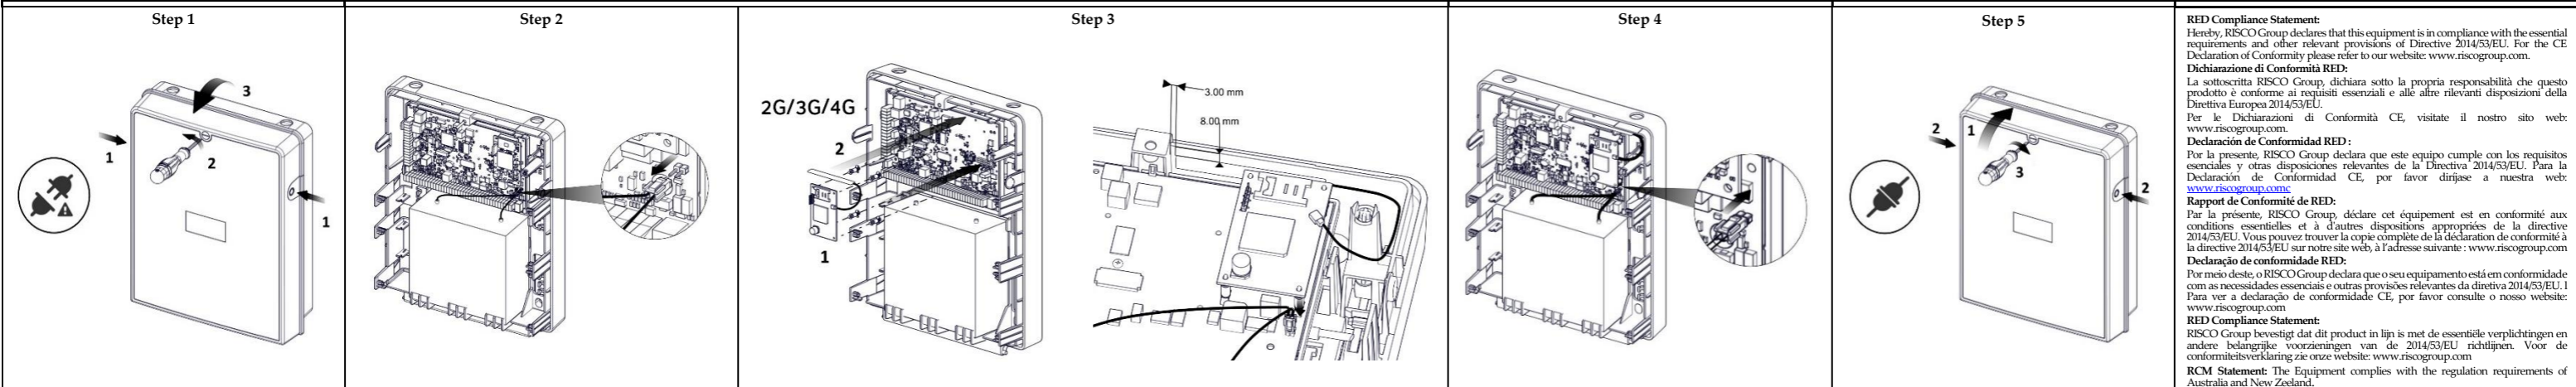 Step 1
3
1
2
1
Step 2
Step 3
2G/3G/4G
2
1
3.00 mm
8.00 mm
Step 4
Step 5
2
1
3
2
RED Compliance Statement:
Hereby, RISCO Group declares that this equipment is in compliance with the essential
requirements and other relevant provisions of Directive 2014/53/EU. For the CE
Declaration of Conformity please refer to our website: www.riscogroup.com.
Dichiarazione di Conformità RED:
La sottoscritta RISCO Group, dichiara sotto la propria responsabilità che questo
prodotto è conforme ai requisiti essenziali e alle altre rilevanti disposizioni della
Direttiva Europea 2014/53/EU.
Per le Dichiarazioni di Conformità CE, visitate il nostro sito web:
www.riscogroup.com.
Declaración de Conformidad RED :
Por la presente, RISCO Group declara que este equipo cumple con los requisitos
esenciales y otras disposiciones relevantes de la Directiva 2014/53/EU. Para la
Declaración de Conformidad CE, por favor diríjase a nuestra web:
www.riscogroup.comc
Rapport de Conformité de RED:
Par la présente, RISCO Group, déclare cet équipement est en conformité aux
conditions essentielles et à d'autres dispositions appropriées de la directive
2014/53/EU. Vous pouvez trouver la copie complète de la déclaration de conformité à
la directive 2014/53/EU sur notre site web, à l'adresse suivante : www.riscogroup.com
Declaração de conformidade RED:
Por meio deste, o RISCO Group declara que o seu equipamento está em conformidade
com as necessidades essenciais e outras provisões relevantes da diretiva 2014/53/EU. l
Para ver a declaração de conformidade CE, por favor consulte o nosso website:
www.riscogroup.com
RED Compliance Statement:
RISCO Group bevestigt dat dit product in lijn is met de essentiële verplichtingen en
andere belangrijke voorzieningen van de 2014/53/EU richtlijnen. Voor de
conformiteitsverklaring zie onze website: www.riscogroup.com
RCM Statement: The Equipment complies with the regulation requirements of
Australia and New Zeeland.